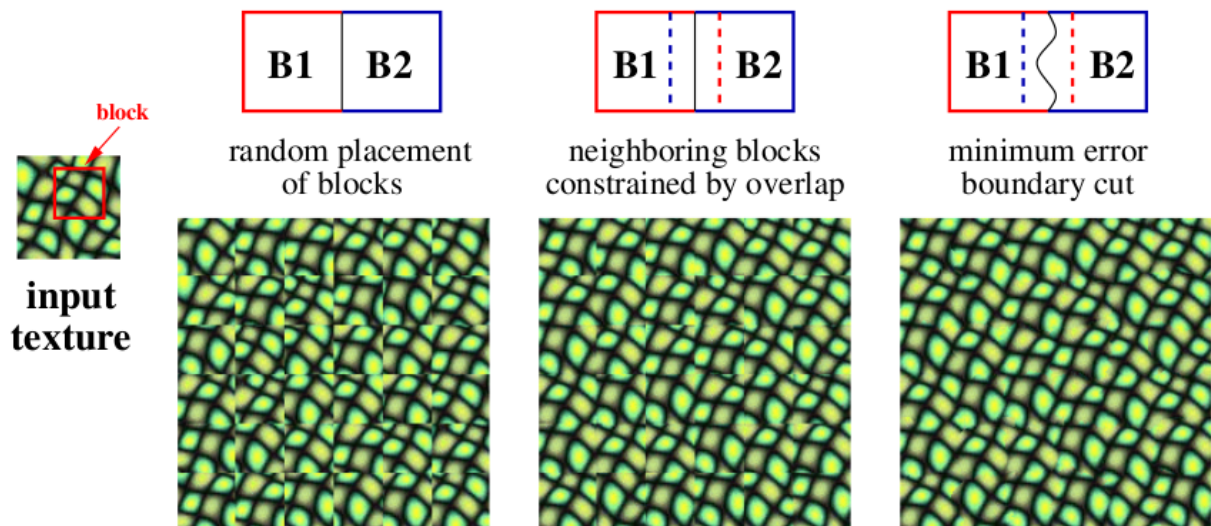 block
input
texture
B1 B2
random placement
of blocks
B1 B2
neighboring blocks
constrained by overlap
B1 B2
minimum error
boundary cut